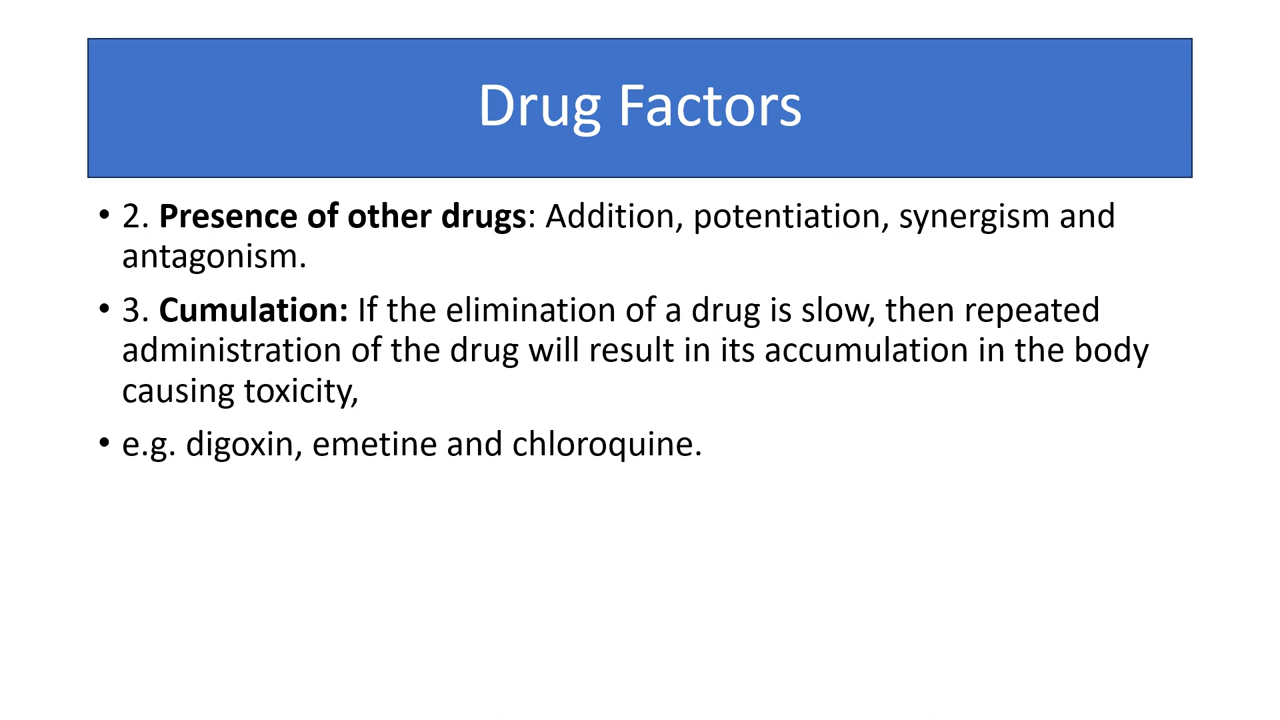 Drug Factors
• 2. Presence of other drugs: Addition, potentiation, synergism and
antagonism.
• 3. Cumulation: If the elimination of a drug is slow, then repeated
administration of the drug will result in its accumulation in the body
causing toxicity,
• e.g. digoxin, emetine and chloroquine.